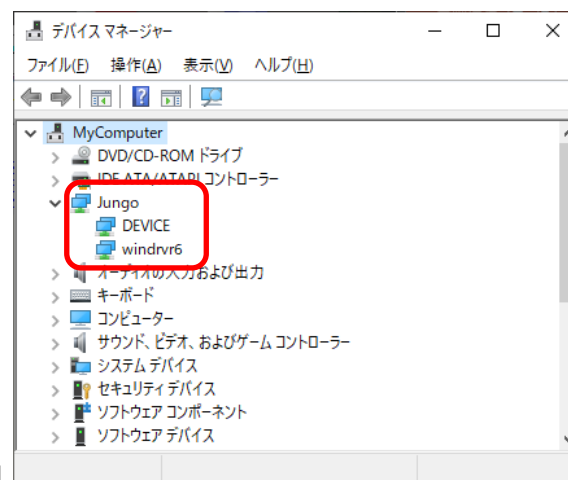 デバイス マネージャー
ファイル(F) 操作(A) 表示(V) ヘルプ(H)
MyComputer
DVD/CD-ROM ドライブ
IDE ATA/ATAPI コントローラー
Jungo
DEVICE
windrvr6
オーディオの入力および出力
キーボード
コンピューター
サウンド、ビデオ、およびゲーム コントローラー
システム デバイス
セキュリティ デバイス
ソフトウェア コンポーネント
ソフトウェア デバイス